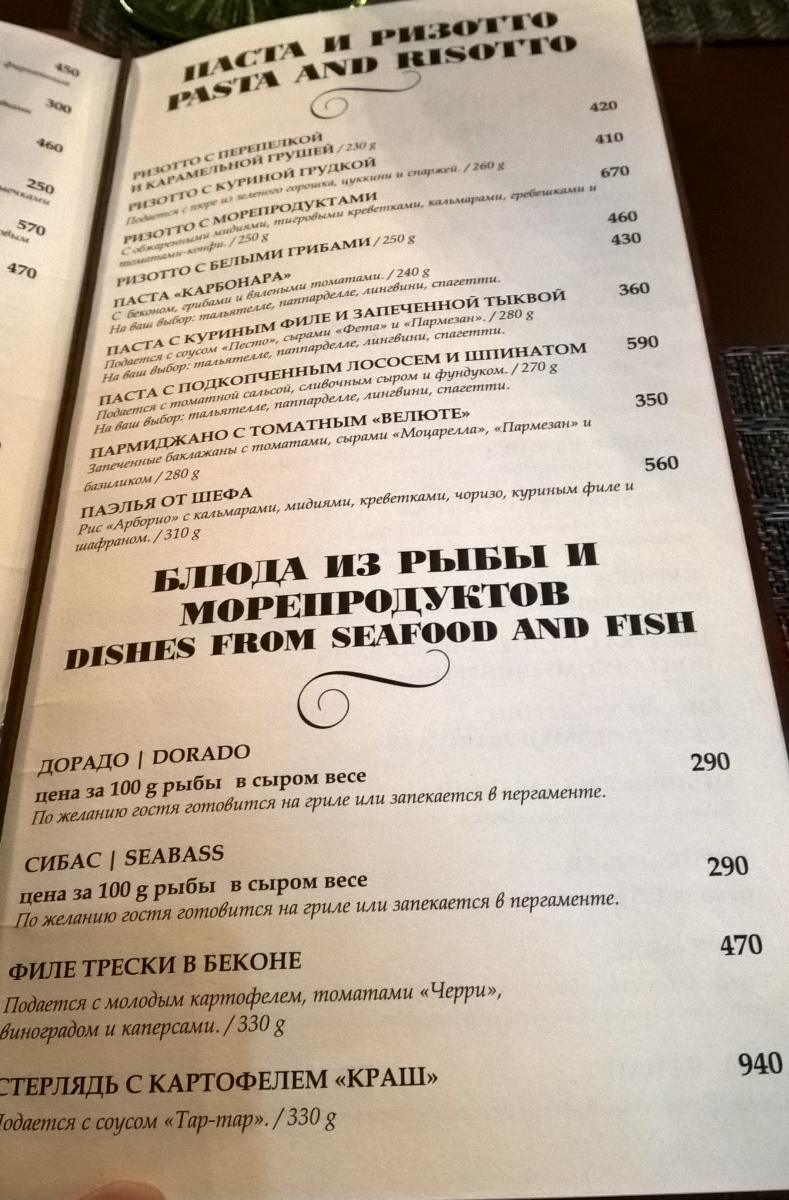 450
300
460
250
570
470
ПАСТА И РИЗОТТО
PASTA AND RISOTTO
РИЗОТТО С ПЕРЕПЕЛКОЙ 420
И КАРАМЕЛЬНОЙ ГРУШЕЙ / 230 g
РИЗОТТО С КУРИНОЙ ГРУДКОЙ 410
Подается с пюре из зеленого горошка, цуккини и спаржей. / 260 g
РИЗОТТО С МОРЕПРОДУКТАМИ 670
С обжаренными мидиями, тигровыми креветками, кальмарами, гребешками и
томатами-конфи. / 250 g
РИЗОТТО С БЕЛЫМИ ГРИБАМИ / 250 g 460
ПАСТА «КАРБОНАРА» 430
С беконом, грибами и вялеными томатами. / 240 g
На ваш выбор: тальятелле, паппарделле, лингвини, спагетти.
ПАСТА С КУРИНЫМ ФИЛЕ И ЗАПЕЧЕННОЙ ТЫКВОЙ 360
Подается с соусом «Песто», сырами «Фета» и «Пармезан». / 280 g
На ваш выбор: тальятелле, паппарделле, лингвини, спагетти.
ПАСТА С ПОДКОПЧЕННЫМ ЛОСОСЕМ И ШПИНАТОМ 590
Подается с томатной сальсой, сливочным сыром и фундуком. / 270 g
На ваш выбор: тальятелле, паппарделле, лингвини, спагетти.
ПАРМИДЖАНО С ТОМАТНЫМ «ВЕЛЮТЕ» 350
Запеченные баклажаны с томатами, сырами «Моцарелла», «Пармезан» и
базиликом / 280 g
ПАЭЛЬЯ ОТ ШЕФА 560
Рис «Арборио» с кальмарами, мидиями, креветками, чоризо, куриным филе и
шафраном. / 310 g
БЛЮДА ИЗ РЫБЫ И
МОРЕПРОДУКТОВ
DISHES FROM SEAFOOD AND FISH
ДОРАДО | DORADO 290
цена за 100 g рыбы в сыром весе
По желанию гостя готовится на гриле или запекается в пергаменте.
СИБАС | SEABASS 290
цена за 100 g рыбы в сыром весе
По желанию гостя готовится на гриле или запекается в пергаменте.
ФИЛЕ ТРЕСКИ В БЕКОНЕ 470
Подается с молодым картофелем, томатами «Черри»,
виноградом и каперсами. / 330 g
СТЕРЛЯДЬ С КАРТОФЕЛЕМ «КРАШ» 940
Подается с соусом «Тар-тар». / 330 g